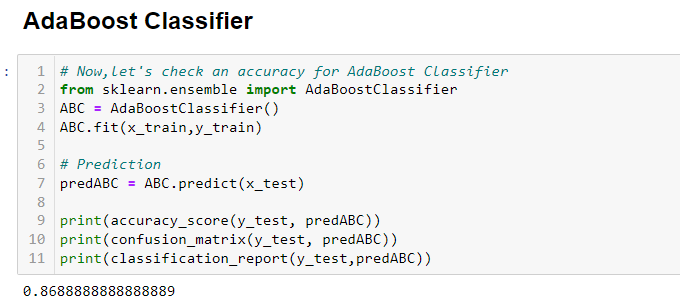 AdaBoost Classifier
:
1 # Now,let's check an accuracy for AdaBoost Classifier
2 from sklearn.ensemble import AdaBoostClassifier
3 ABC = AdaBoostClassifier()
4 ABC.fit(x_train,y_train)
5
6 # Prediction
7 predABC = ABC.predict(x_test)
8
9 print(accuracy_score(y_test, predABC))
10 print(confusion_matrix(y_test, predABC))
11 print(classification_report(y_test,predABC))
0.8688888888888889